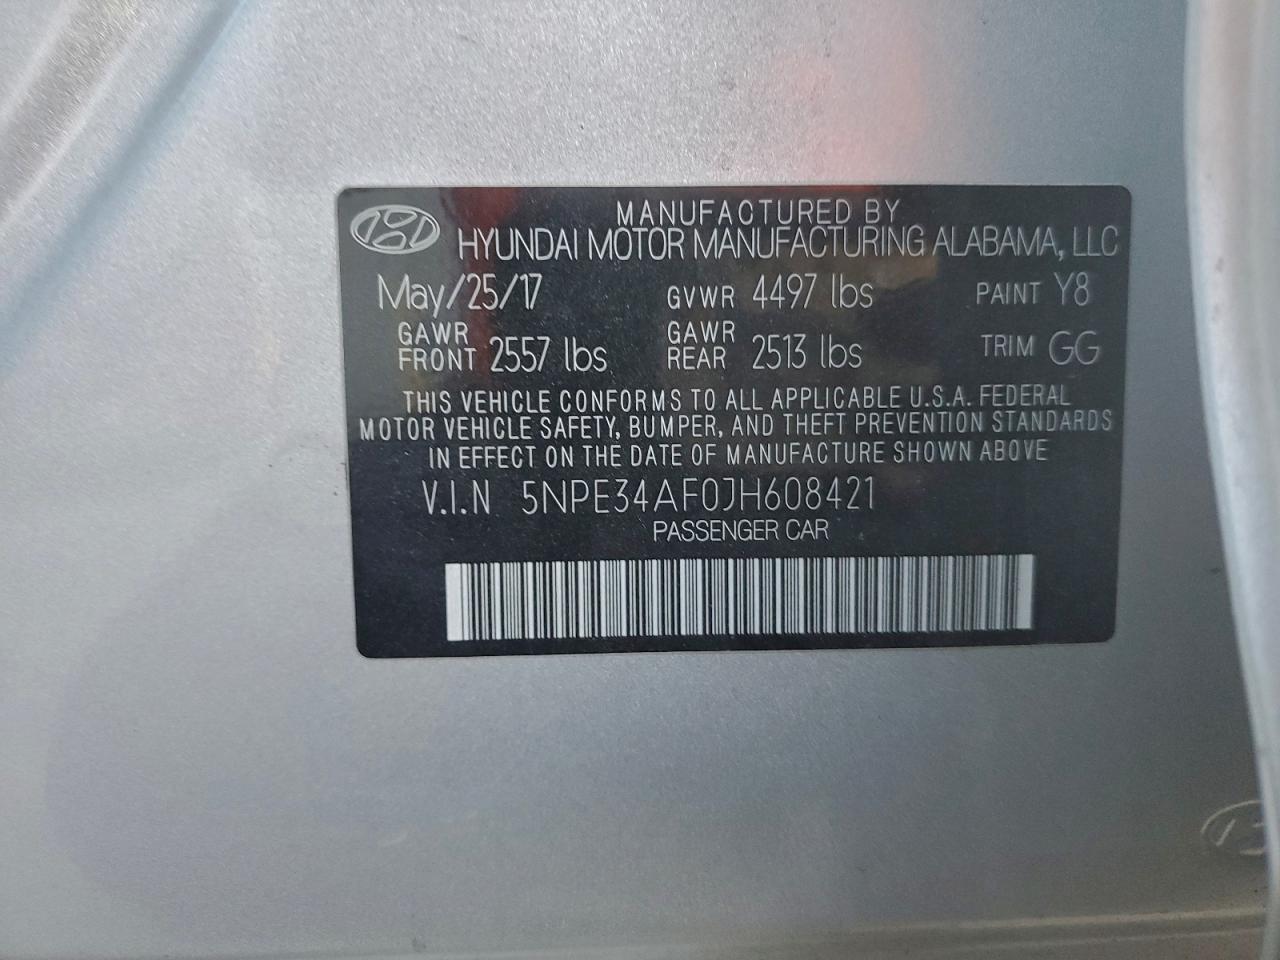 MANUFACTURED BY
HYUNDAI MOTOR MANUFACTURING ALABAMA, LLC
May/25/17 GVWR 4497 lbs PAINT Y8
GAWR FRONT 2557 lbs GAWR REAR 2513 lbs TRIM GG
THIS VEHICLE CONFORMS TO ALL APPLICABLE U.S.A. FEDERAL
MOTOR VEHICLE SAFETY, BUMPER, AND THEFT PREVENTION STANDARDS
IN EFFECT ON THE DATE OF MANUFACTURE SHOWN ABOVE
V.I.N 5NPE34AF0JH608421
PASSENGER CAR